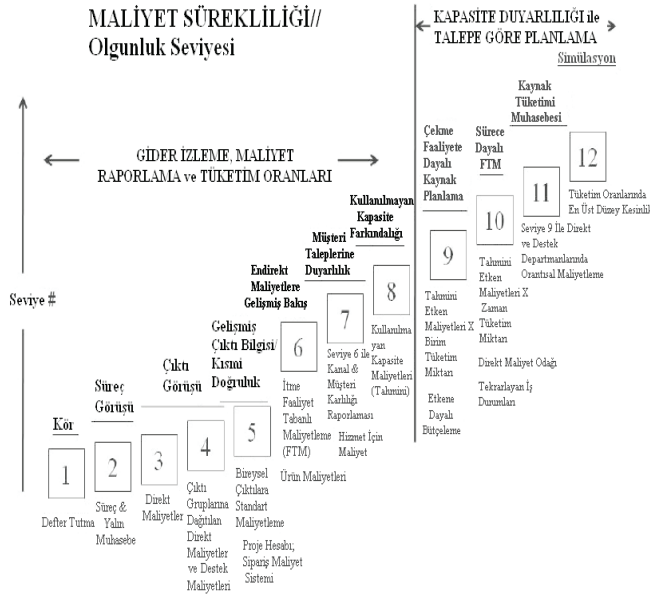 MALİYET SÜREKLİLİĞİ//
Olgunluk Seviyesi
KAPASİTE DUYARLILIĞI ile
TALEPE GÖRE PLANLAMA
Simülasyon
GİDER İZLEME, MALİYET
RAPORLAMA ve TÜKETİM ORANLARI
Seviye #
Kör
1
Defter Tutma
Süreç
Görüşü
2
Süreç &
Yalın
Muhasebe
Çıktı
Görüşü
3
Direkt
Maliyetler
4
Çıktı
Gruplarına
Dağıtılan
Direkt
Maliyetler
ve Destek
Maliyetleri
Gelişmiş
Çıktı Bilgisi/
Kısmi
Doğruluk
5
Bireysel
Çıktılara
Standart
Maliyetleme
Proje Hesabı;
Sipariş Maliyet
Sistemi
Endirekt
Maliyetlere
Gelişmiş Bakış
6
İtme
Faaliyet
Tabanlı
Maliyetleme
(FTM)
Ürün Maliyetleri
Müşteri
Taleplerine
Duyarlılık
7
Seviye 6 ile
Kanal &
Müşteri
Karlılığı
Raporlaması
Hizmet İçin
Maliyet
Kullanılmayan
Kapasite
Farkındalığı
8
Kullanılma
yan
Kapasite
Maliyetleri
(Tahmini)
Çekme
Faaliyete
Dayalı
Kaynak
Planlama
9
Tahmini
Etken
Maliyetleri X
Birim
Tüketim
Miktarı
Etkene
Dayalı
Bütçeleme
Sürece
Dayalı
FTM
10
Tahmini
Etken
Maliyetleri X
Zaman
Tüketim
Miktarı
Direkt Maliyet Odağı
Tekrarlayan İş
Durumları
Kaynak
Tüketimi
Muhasebesi
11
Seviye 9 İle Direkt
ve Destek
Departmanlarında
Orantısal Maliyetleme
12
Tüketim Oranlarında
En Üst Düzey Kesinlil